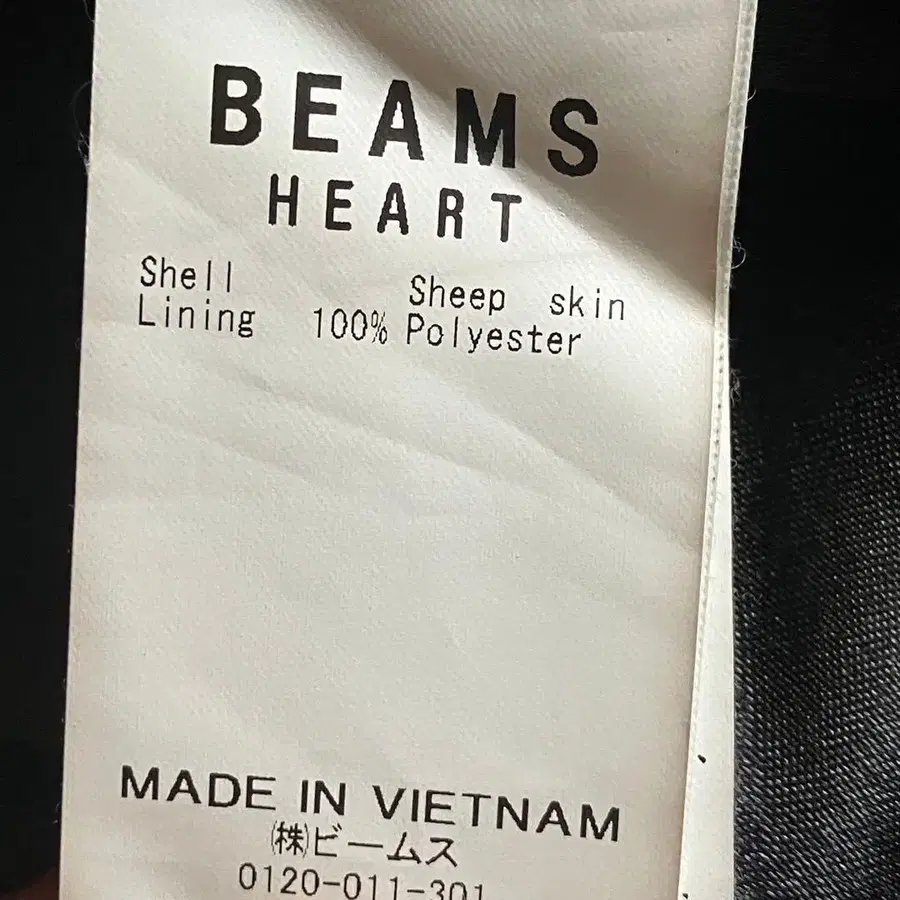 BEAMS
HEART
Shell Sheep skin
Lining 100% Polyester
MADE IN VIETNAM
㈱ビームス
0120-011-301